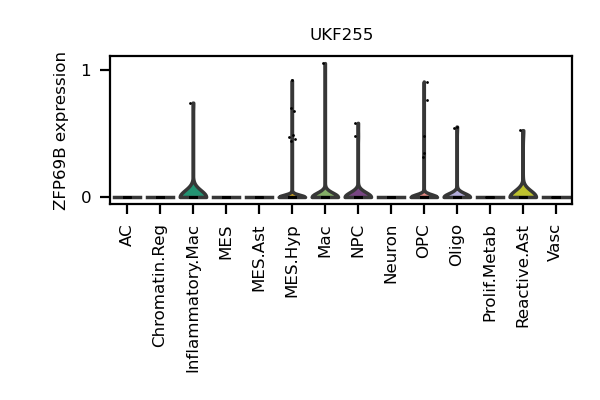 UKF255
ZFP69B expression
1
0
AC
Chromatin.Reg
Inflammatory.Mac
MES
MES.Ast
MES.Hyp
Mac
NPC
Neuron
OPC
Oligo
Prolif.Metab
Reactive.Ast
Vasc